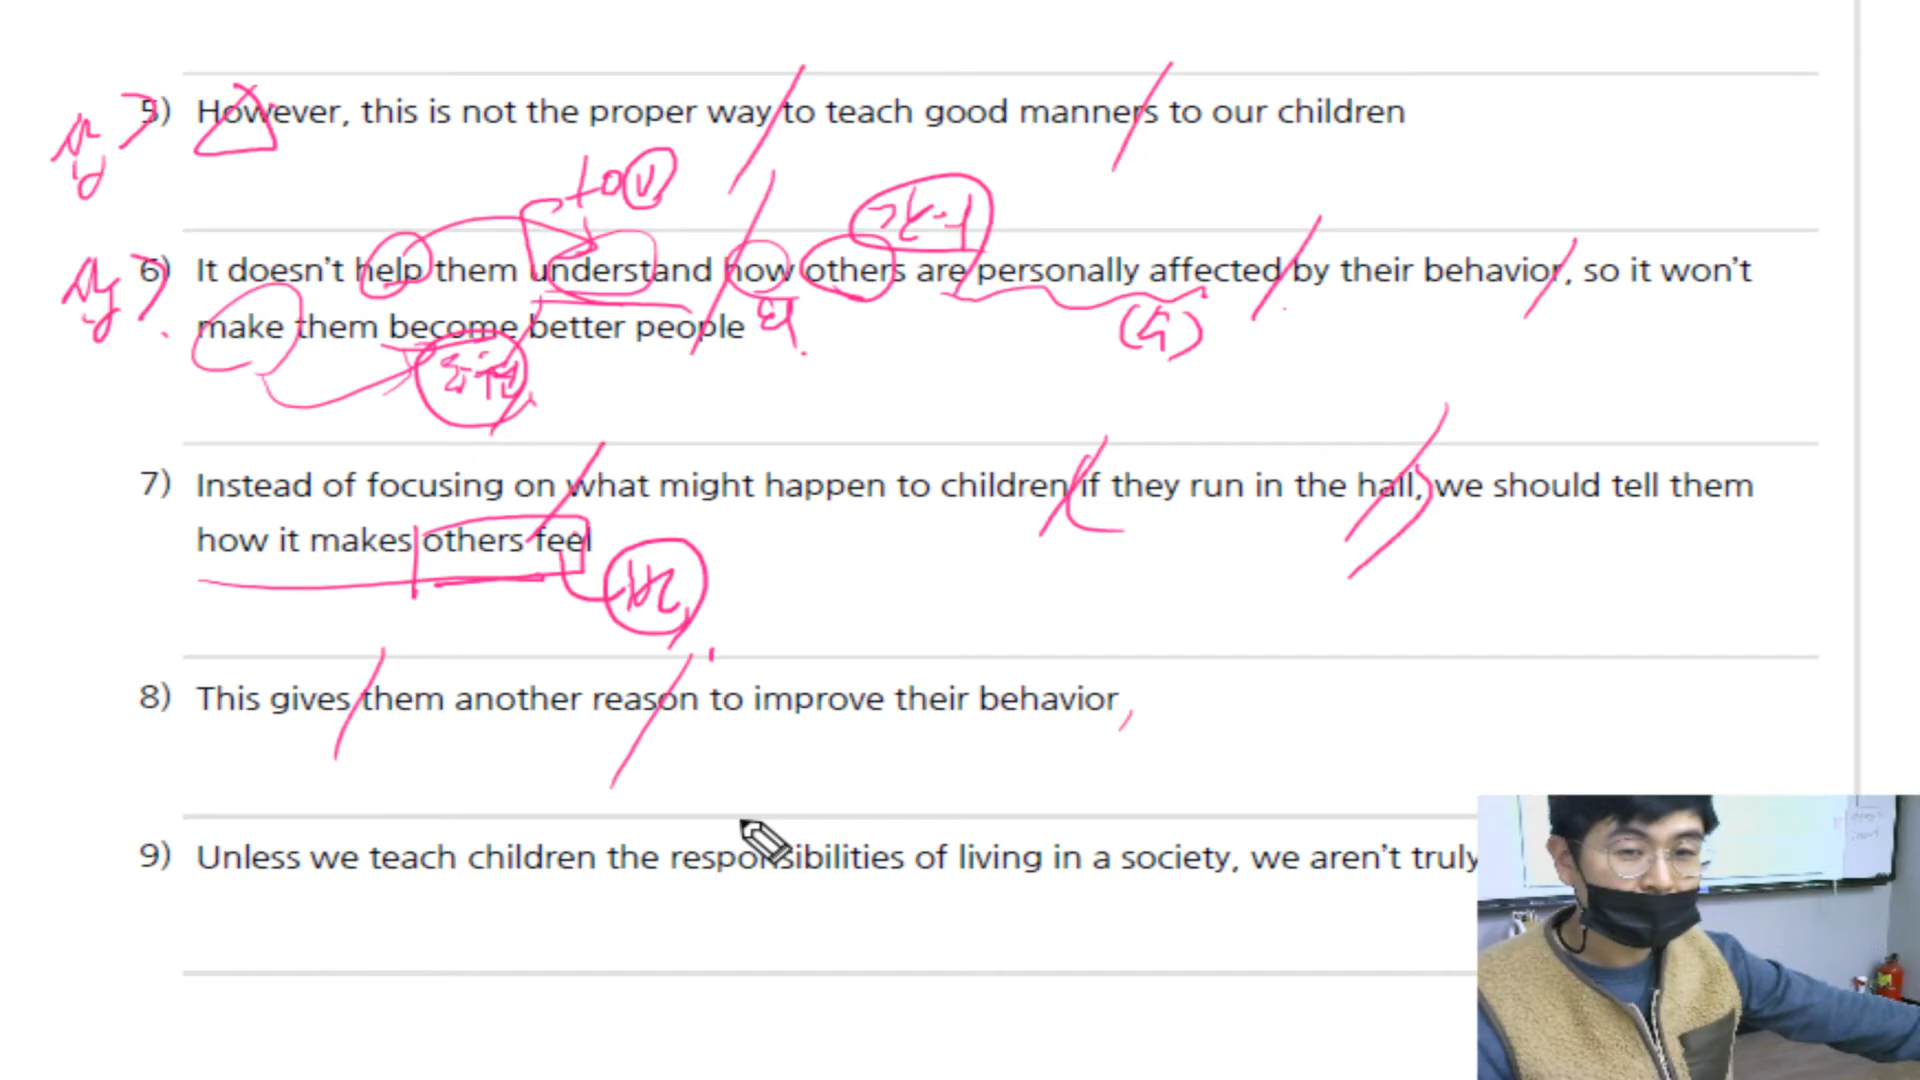 5) However, this is not the proper way to teach good manners to our children
to v
6) It doesn't help them understand how others are personally affected by their behavior, so it won't
make them become better people
7) Instead of focusing on what might happen to children if they run in the hall, we should tell them
how it makes others feel
8) This gives them another reason to improve their behavior,
9) Unless we teach children the responsibilities of living in a society, we aren't truly